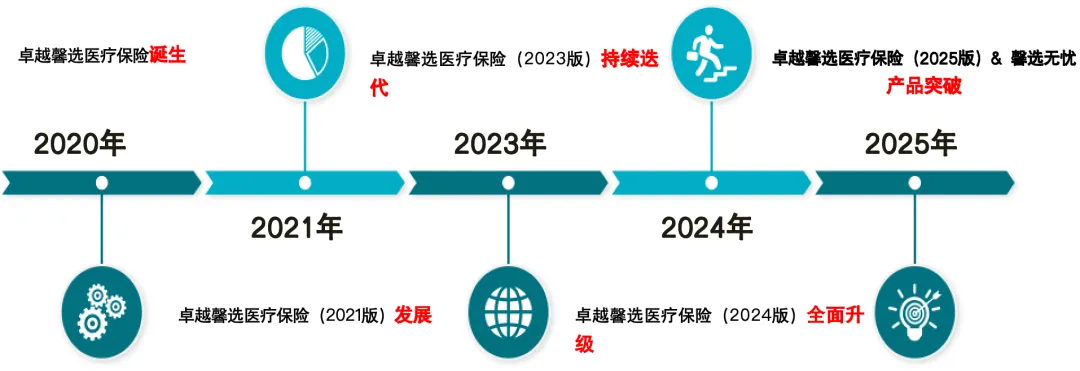 卓越馨选医疗保险诞生
卓越馨选医疗保险（2023版）持续迭
代
卓越馨选医疗保险（2025版）& 馨选无忧
产品突破
2020年
2023年
2025年
2021年
2024年
卓越馨选医疗保险（2021版）发展
卓越馨选医疗保险（2024版）全面升
级